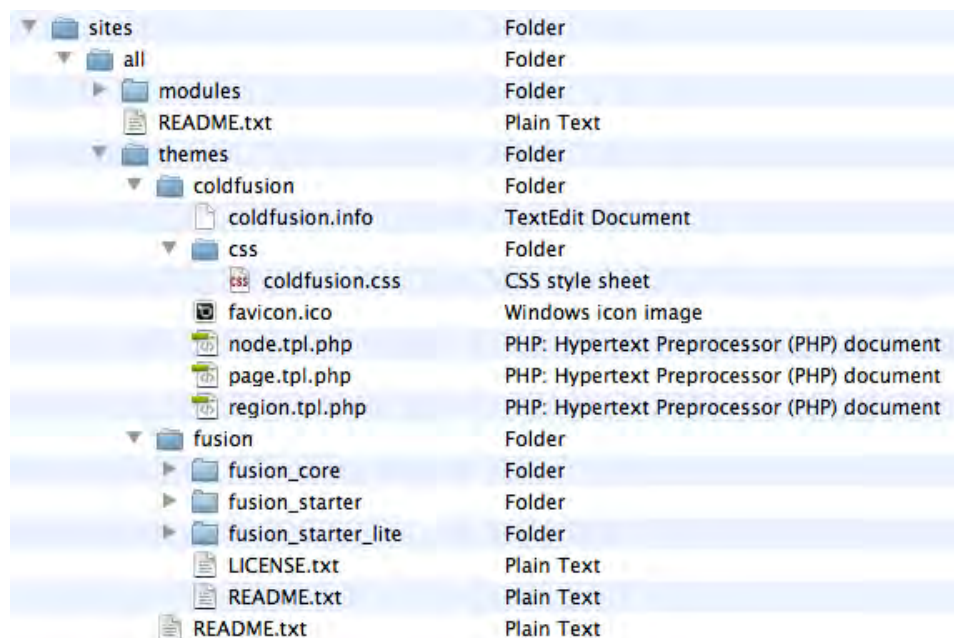 sites Folder
all Folder
modules Folder
README.txt Plain Text
themes Folder
coldfusion Folder
coldfusion.info TextEdit Document
css Folder
css coldfusion.css CSS style sheet
favicon.ico Windows icon image
node.tpl.php PHP: Hypertext Preprocessor (PHP) document
page.tpl.php PHP: Hypertext Preprocessor (PHP) document
region.tpl.php PHP: Hypertext Preprocessor (PHP) document
fusion Folder
fusion_core Folder
fusion_starter Folder
fusion_starter_lite Folder
LICENSE.txt Plain Text
README.txt Plain Text
README.txt Plain Text